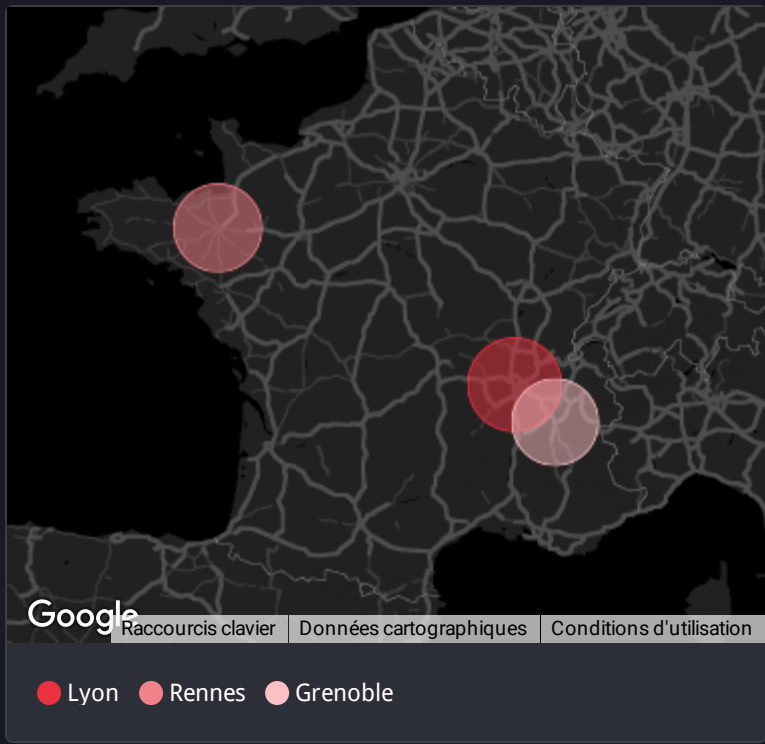 Google
Raccourcis clavier
Données cartographiques
Conditions d'utilisation
Lyon
Rennes
Grenoble